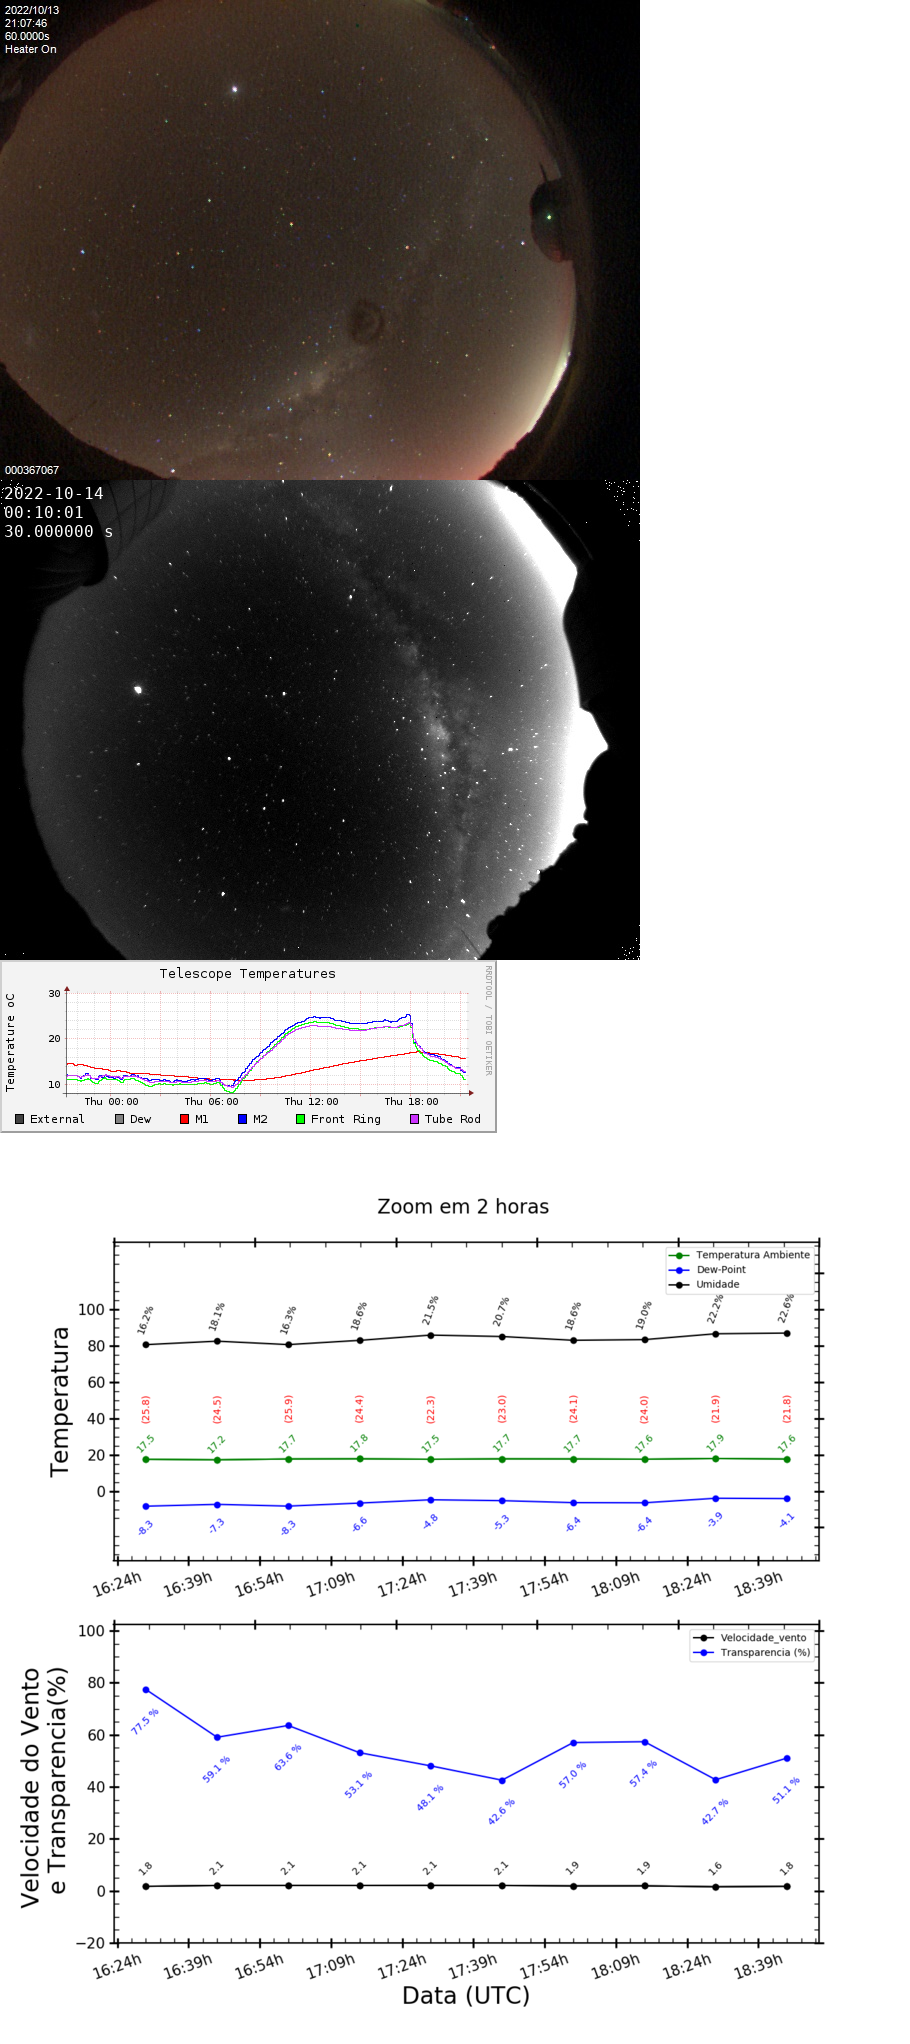 2022/10/13
21:07:46
60.0000s
Heater On
000367067
2022-10-14
00:10:01
30.000000 s
Telescope Temperatures
RRDTOOL / TOBI OETIKER
Temperature oC
30
20
10
Thu 00:00 Thu 06:00 Thu 12:00 Thu 18:00
External Dew M1 M2 Front Ring Tube Rod
Zoom em 2 horas
Temperatura Ambiente
Dew-Point
Umidade
Temperatura
100
80
60
40
20
0
16.2% 18.1% 16.3% 18.6% 21.5% 20.7% 18.6% 19.0% 22.2% 22.6%
(25.8) (24.5) (25.9) (24.4) (22.3) (23.0) (24.1) (24.0) (21.9) (21.8)
17.5 17.2 17.7 17.8 17.5 17.7 17.7 17.6 17.9 17.6
-8.3 -7.3 -8.3 -6.6 -4.8 -5.3 -6.4 -6.4 -3.9 -4.1
16:24h 16:39h 16:54h 17:09h 17:24h 17:39h 17:54h 18:09h 18:24h 18:39h
Velocidade_vento
Transparencia (%)
Velocidade do Vento
e Transparencia(%)
100
80
60
40
20
0
−20
77.5 % 59.1 % 63.6 % 53.1 % 48.1 % 42.6 % 57.0 % 57.4 % 42.7 % 51.1 %
1.8 2.1 2.1 2.1 2.1 2.1 1.9 1.9 1.6 1.8
16:24h 16:39h 16:54h 17:09h 17:24h 17:39h 17:54h 18:09h 18:24h 18:39h
Data (UTC)